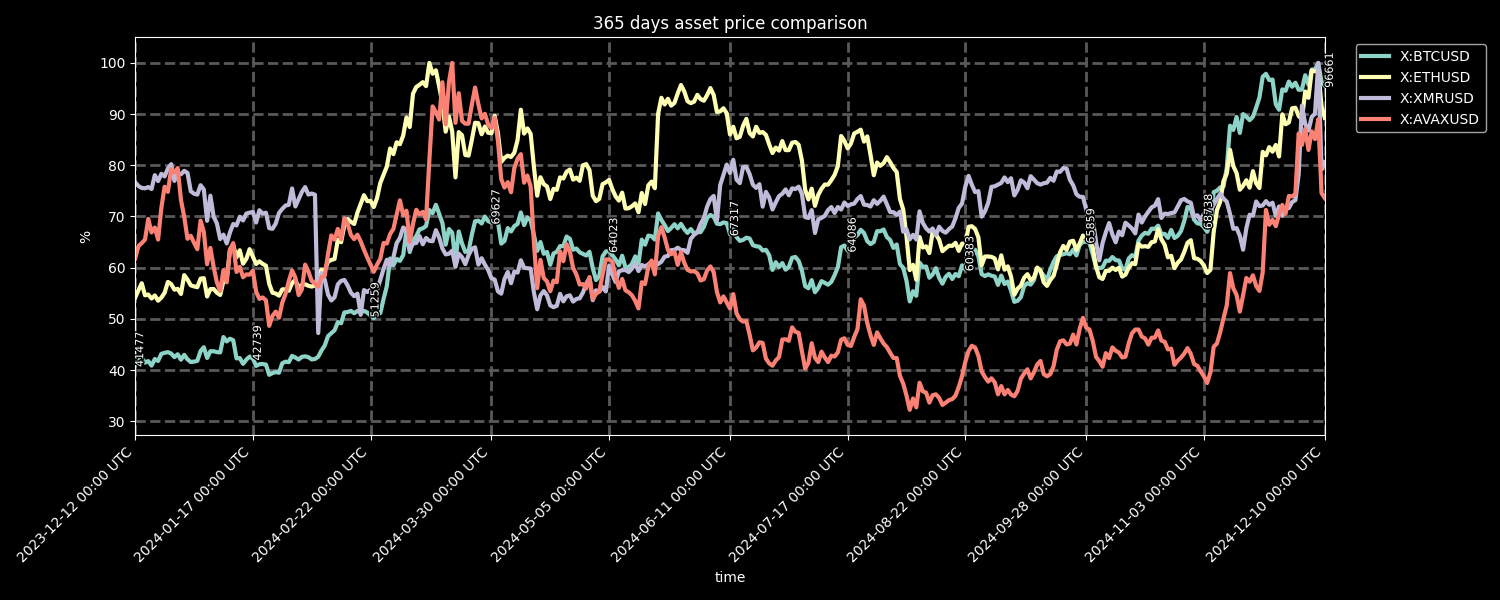 365 days asset price comparison
X:BTCUSD
X:ETHUSD
X:XMRUSD
X:AVAXUSD
%
100
90
80
70
60
50
40
30
41477
42739
51259
69627
64023
67317
64086
60383
65859
68738
96661
2023-12-12 00:00 UTC
2024-01-17 00:00 UTC
2024-02-22 00:00 UTC
2024-03-30 00:00 UTC
2024-05-05 00:00 UTC
2024-06-11 00:00 UTC
2024-07-17 00:00 UTC
2024-08-22 00:00 UTC
2024-09-28 00:00 UTC
2024-11-03 00:00 UTC
2024-12-10 00:00 UTC
time